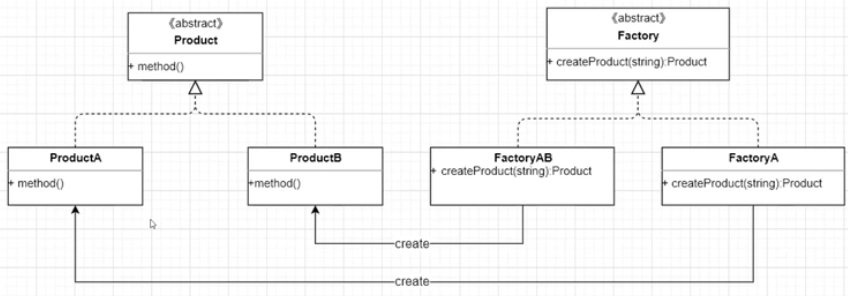 《abstract》
Product
+ method()
《abstract》
Factory
+ createProduct(string):Product
ProductA
+ method()
ProductB
+method()
FactoryAB
+ createProduct(string):Product
FactoryA
+ createProduct(string):Product
create
create